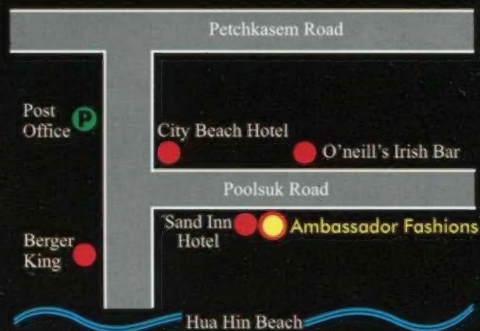 Petchkasem Road
Post
Office
P
City Beach Hotel
O'neill's Irish Bar
Poolsuk Road
Sand Inn
Hotel
Ambassador Fashions
Berger
King
Hua Hin Beach